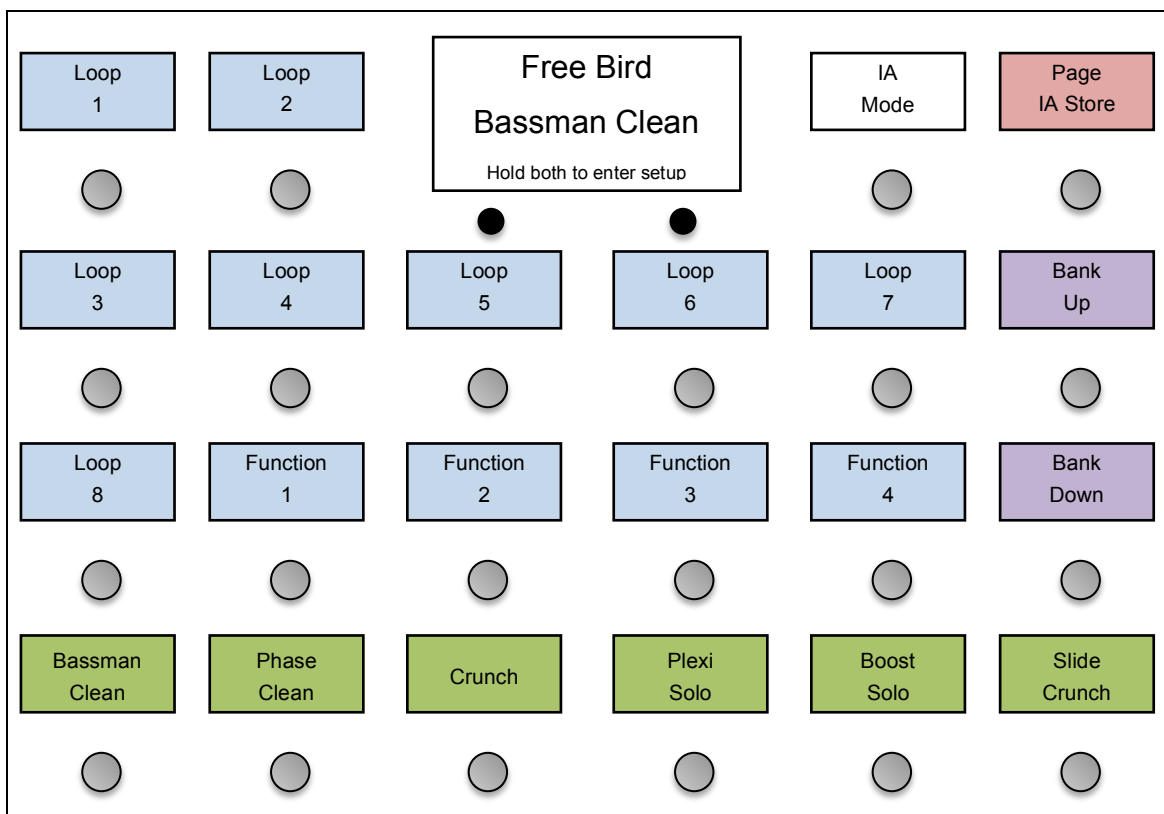 Loop
1
Loop
2
Free Bird
Bassman Clean
Hold both to enter setup
IA
Mode
Page
IA Store
Loop
3
Loop
4
Loop
5
Loop
6
Loop
7
Bank
Up
Loop
8
Function
1
Function
2
Function
3
Function
4
Bank
Down
Bassman
Clean
Phase
Clean
Crunch
Plexi
Solo
Boost
Solo
Slide
Crunch